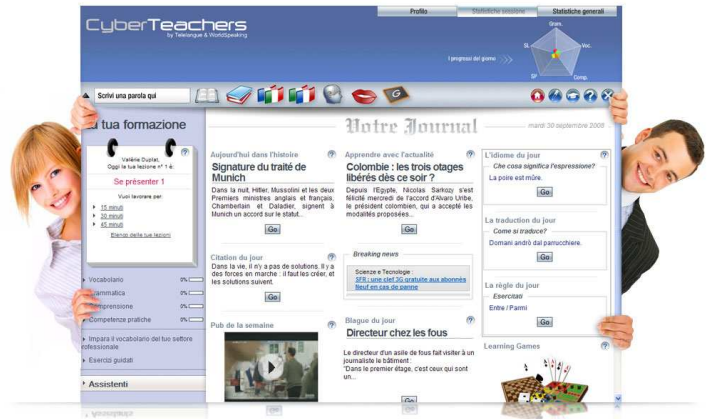 Profilo
Statistiche sessione
Statistiche generali
CyberTeachers
by Telelangue & WorldSpeaking
Gram.
SL
Voc.
I progressi del giorno
SP
Comp.
Scrivi una parola qui
G
la tua formazione
Votre Journal
mardi 30 septembre 2008
Valérie Duplat,
Oggi la tue lezione n° 1 è:
Se présenter 1
Vuoi lavorare per:
15 minuti
30 minuti
45 minuti
Elenco delle tue lezioni
Vocabolario 0%
Grammatica 0%
Comprensione 0%
Competenze pratiche 0%
Impara il vocabolario del tuo settore
professionale
Esercizi guidati
Assistenti
Aujourd'hui dans l'histoire
Signature du traité de
Munich
Dans la nuit, Hitler, Mussolini et les deux
Premiers ministres anglais et français,
Chamberlain et Daladier, signent à
Munich un accord sur le statut...
Go
Citation du jour
Dans la vie, il n'y a pas de solutions. Il y a
des forces en marche : il faut les créer, et
les solutions suivent.
Go
Pub de la semaine
Apprendre avec l'actualité
Colombie : les trois otages
libérés dès ce soir ?
Depuis l'Egypte, Nicolas Sarkozy s'est
félicité mercredi de l'accord d'Alvaro Uribe,
le président colombien, qui a accepté les
modalités proposées...
Go
Breaking news
Scienze e Tecnologie :
SFR : une clef 3G gratuite aux abonnés
Neuf en cas de panne
Blague du jour
Directeur chez les fous
Le directeur d'un asile de fous fait visiter à un
journaliste le bâtiment :
"Dans le premier étage, c'est ceux qui sont
un...
Go
L'idiome du jour
Che cosa significa l'espressione?
La poire est mûre.
Go
La traduction du jour
Come si traduce?
Domani andrò dal parrucchiere.
Go
La règle du jour
Esercitati
Entre / Parmi
Go
Learning Games